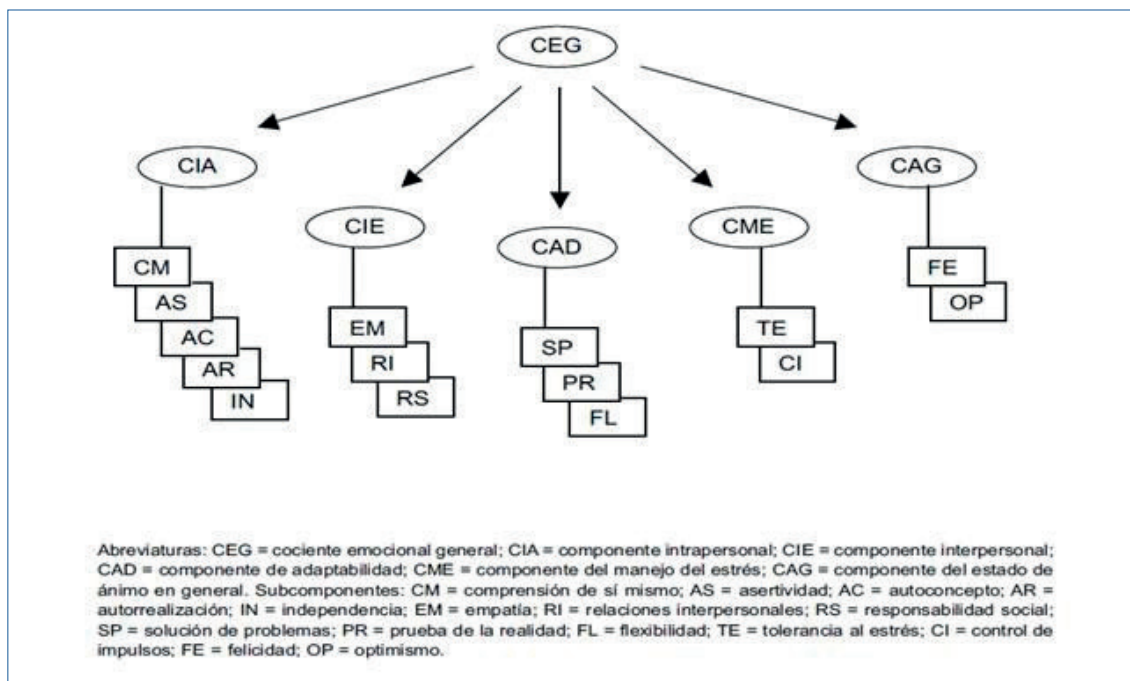 CEG
CIA
CAG
CIE
CME
CAD
CM
FE
AS
OP
AC
EM
TE
SP
AR
RI
CI
PR
IN
RS
FL
Abreviaturas: CEG = cociente emocional general; CIA = componente intrapersonal; CIE = componente interpersonal;
CAD = componente de adaptabilidad; CME = componente del manejo del estrés; CAG = componente del estado de
ánimo en general. Subcomponentes: CM = comprensión de sí mismo; AS = asertividad; AC = autoconcepto; AR =
autorrealización; IN = independencia; EM = empatía; RI = relaciones interpersonales; RS = responsabilidad social;
SP = solución de problemas; PR = prueba de la realidad; FL = flexibilidad; TE = tolerancia al estrés; CI = control de
impulsos; FE = felicidad; OP = optimismo.